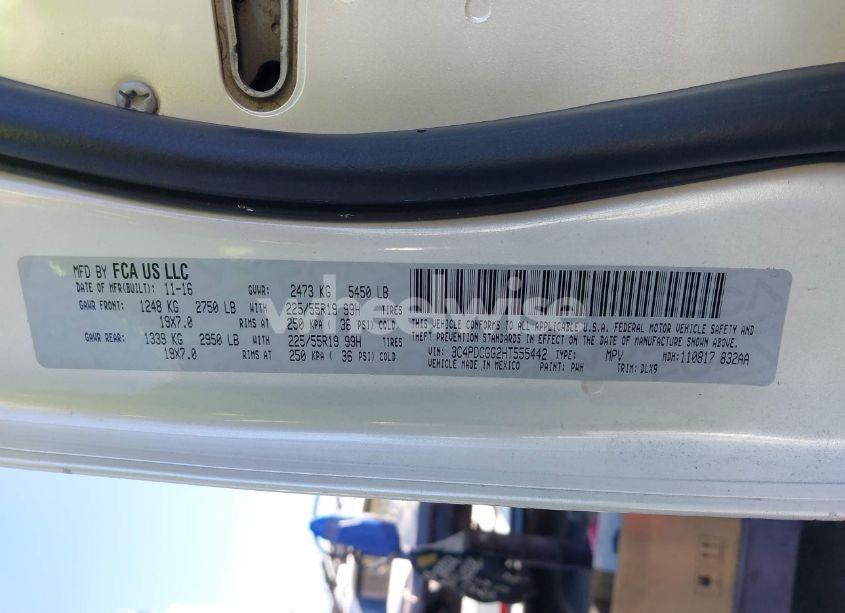 MFD BY FCA US LLC
DATE OF MFR(BUILT): 11-16 GVWR: 2473 KG 5450 LB
GAWR FRONT: 1248 KG 2750 LB WITH 225/55R19 99H TIRES
19X7.0 RIMS AT 250 KPA ( 36 PSI) COLD
GAWR REAR: 1339 KG 2950 LB WITH 225/55R19 99H TIRES
19X7.0 RIMS AT 250 KPA ( 36 PSI) COLD
THIS VEHICLE CONFORMS TO ALL APPLICABLE U.S.A. FEDERAL MOTOR VEHICLE SAFETY AND
THEFT PREVENTION STANDARDS IN EFFECT ON THE DATE OF MANUFACTURE SHOWN ABOVE.
VIN: 3C4PDCGG2HT555442 TYPE: MPV MDH:110817 832AA
VEHICLE MADE IN MEXICO PAINT: PWH TRIM: DLX9
wheelwise